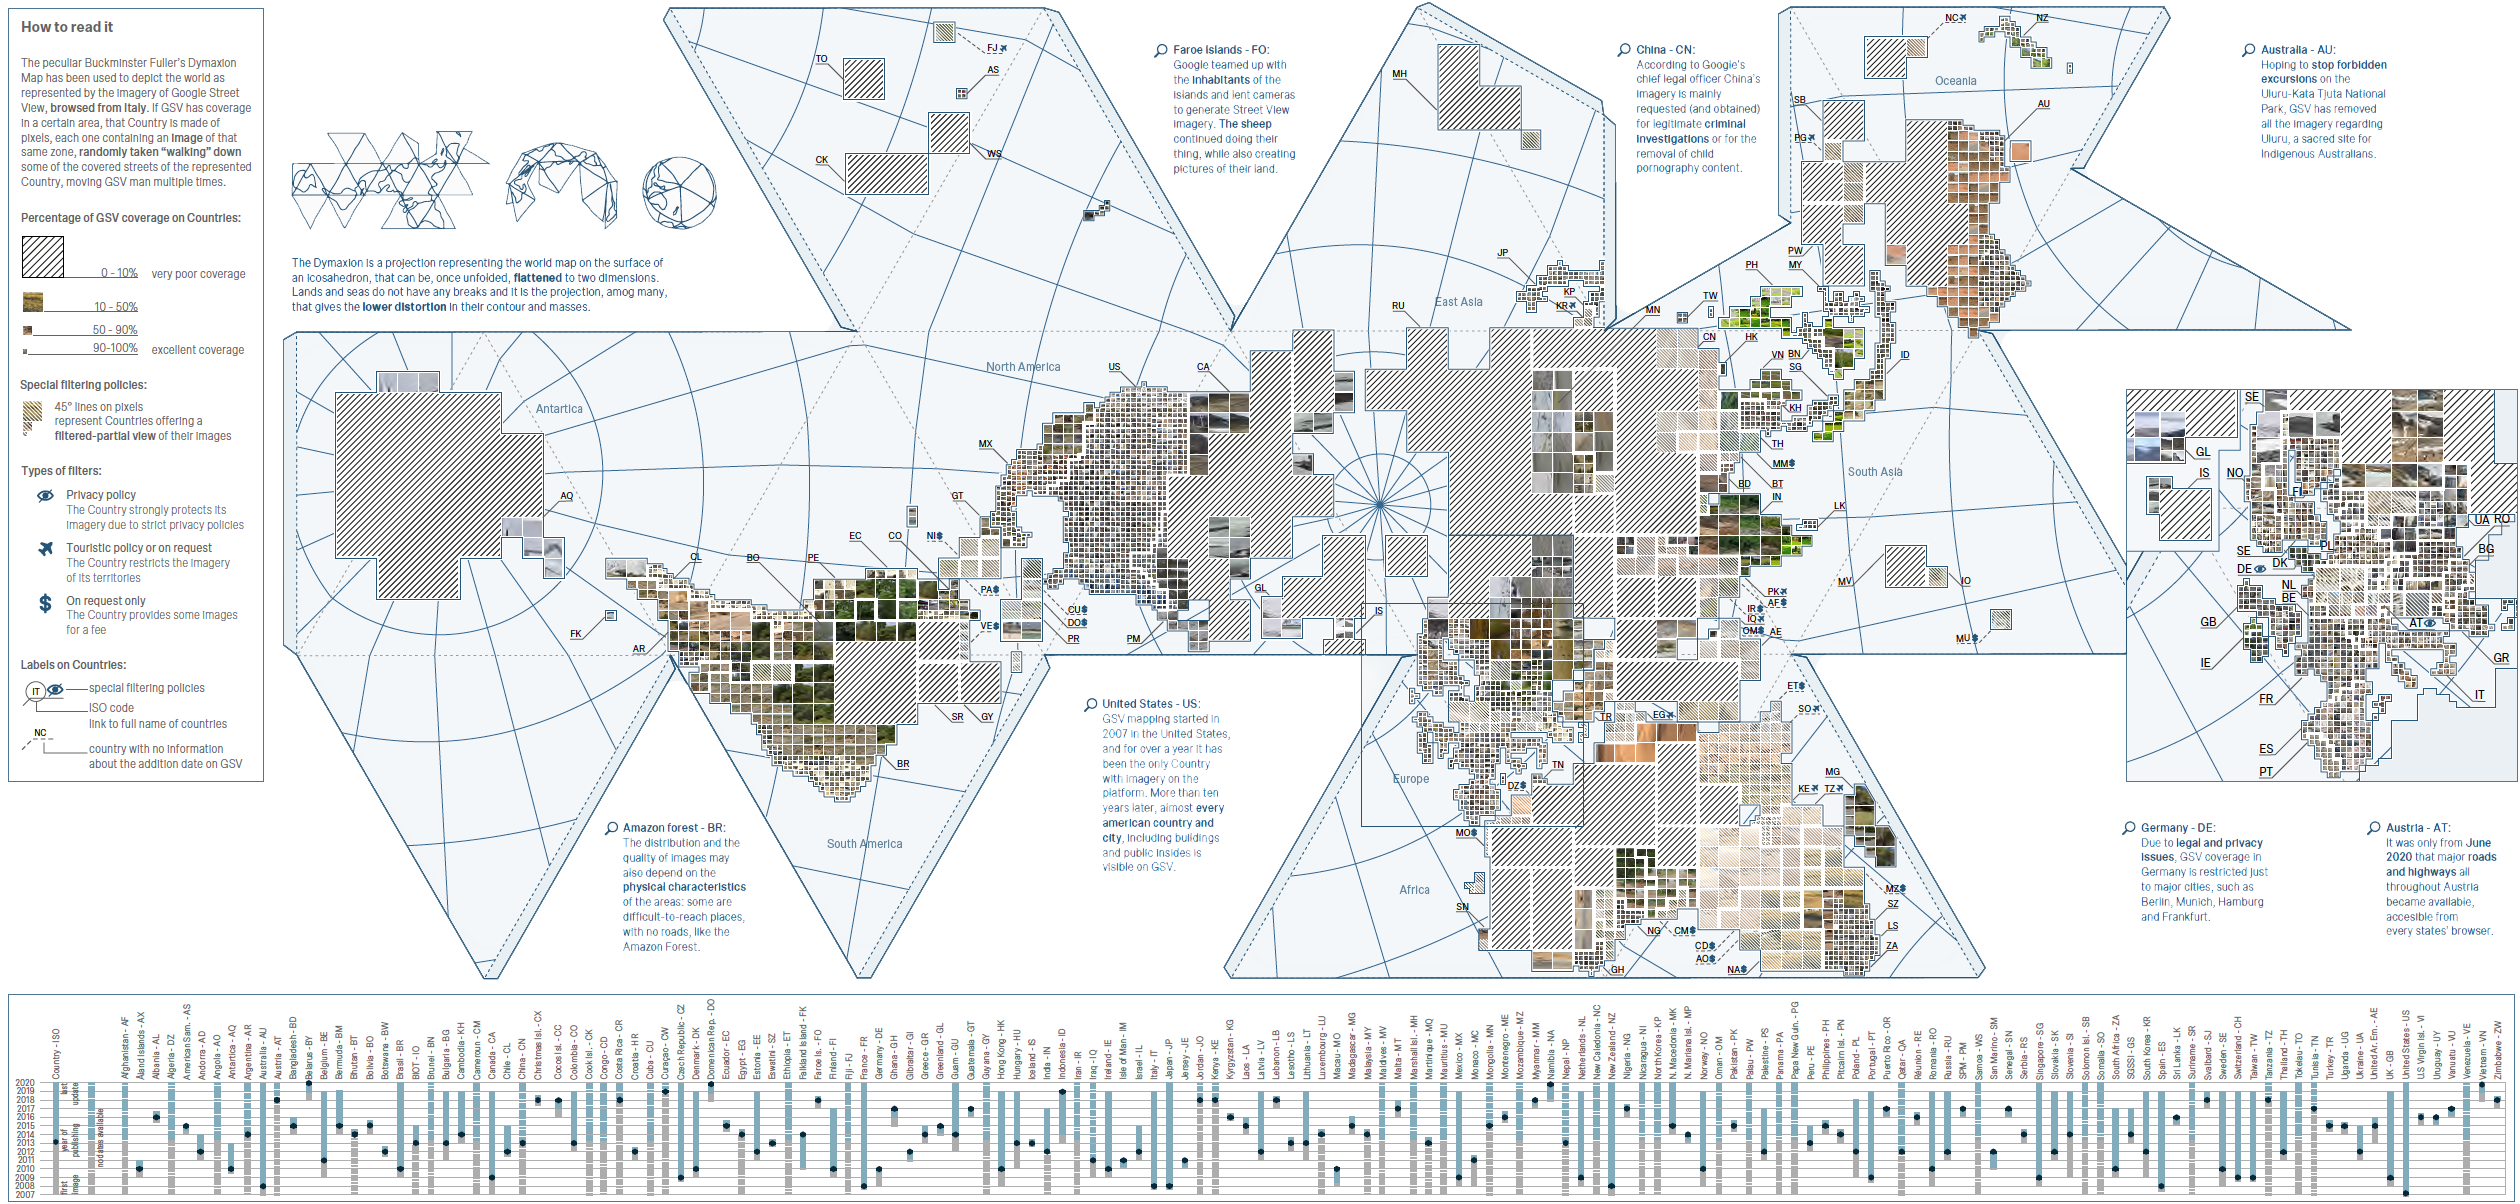 How to read it
The peculiar Buckminster Fuller's Dymaxion
Map has been used to depict the world as
represented by the imagery of Google Street
View, browsed from Italy. If GSV has coverage
in a certain area, that Country is made of
pixels, each one containing an image of that
same zone, randomly taken "walking" down
some of the covered streets of the represented
Country, moving GSV man multiple times.
Percentage of GSV coverage on Countries:
0 - 10% very poor coverage
10 - 50%
50 - 90%
90-100% excellent coverage
Special filtering policies:
45° lines on pixels
represent Countries offering a
filtered-partial view of their images
Types of filters:
Privacy policy
The Country strongly protects its
imagery due to strict privacy policies
Touristic policy or on request
The Country restricts the imagery
of its territories
$ On request only
The Country provides some images
for a fee
Labels on Countries:
IT special filtering policies
ISO code
link to full name of countries
NC
country with no information
about the addition date on GSV
The Dymaxion is a projection representing the world map on the surface of
an icosahedron, that can be, once unfolded, flattened to two dimensions.
Lands and seas do not have any breaks and it is the projection, amog many,
that gives the lower distortion in their contour and masses.
Faroe islands - FO:
Google teamed up with
the inhabitants of the
islands and lent cameras
to generate Street View
imagery. The sheep
continued doing their
thing, while also creating
pictures of their land.
China - CN:
According to Google's
chief legal officer China's
imagery is mainly
requested (and obtained)
for legitimate criminal
investigations or for the
removal of child
pornography content.
Australia - AU:
Hoping to stop forbidden
excursions on the
Uluru-Kata Tjuta National
Park, GSV has removed
all the imagery regarding
Uluru, a sacred site for
Indigenous Australians.
United States - US:
GSV mapping started in
2007 in the United States,
and for over a year it has
been the only Country
with imagery on the
platform. More than ten
years later, almost every
american country and
city, including buildings
and public insides is
visible on GSV.
Amazon forest - BR:
The distribution and the
quality of images may
also depend on the
physical characteristics
of the areas: some are
difficult-to-reach places,
with no roads, like the
Amazon Forest.
Germany - DE:
Due to legal and privacy
issues, GSV coverage in
Germany is restricted just
to major cities, such as
Berlin, Munich, Hamburg
and Frankfurt.
Austria - AT:
It was only from June
2020 that major roads
and highways all
throughout Austria
became available,
accesible from
every states' browser.
Antartica
North America
South America
East Asia
South Asia
Oceania
Europe
Africa
TO
FJ
AS
WS
CK
MH
JP
KP
KR
RU
MN
NC
NZ
AU
SB
PG
PW
MY
PH
TW
CN
HK
VN
BN
SG
ID
KH
TH
MM$
BD
BT
IN
LK
MV
IO
MU$
PK
AF$
IR$
IQ
OM$
AE
US
CA
MX
GT
NI$
EC
CO
PE
BO
CL
AQ
FK
AR
PA$
CU$
DO$
PR
VE$
PM
GL
IS
SR
GY
BR
TR
EG
ET$
SO
TN
DZ$
MO$
SN
KE
TZ
MG
MZ$
SZ
LS
ZA
NG
CM$
CD$
AO$
NA$
GH
SE
GL
IS
NO
FI
UA
RO
SE
DE
DK
PL
BG
NL
BE
GB
IE
AT
GR
IT
FR
ES
PT
Country - ISO
Afghanistan - AF
Åland Islands - AX
Albania - AL
Algeria - DZ
American Sam. - AS
Andorra - AD
Angola - AO
Antartica - AQ
Argentina - AR
Australia - AU
Austria - AT
Bangladesh - BD
Belarus - BY
Belgium - BE
Bermuda - BM
Bhutan - BT
Bolivia - BO
Botswana - BW
Brasil - BR
BIOT - IO
Brunei - BN
Bulgaria - BG
Cambodia - KH
Cameroun - CM
Canada - CA
Chile - CL
China - CN
Christmas Isl. - CX
Cocos Isl. - CC
Colombia - CO
Cook Isl. - CK
Congo - CD
Costa Rica - CR
Croatia - HR
Cuba - CU
Curaçao - CW
Czech Republic - CZ
Denmark - DK
Dominican Rep. - DO
Ecuador - EC
Egypt - EG
Estonia - EE
Eswatini - SZ
Ethiopia - ET
Falkland Island - FK
Faroe Is. - FO
Finland - FI
Fiji - FJ
France - FR
Germany - DE
Ghana - GH
Gibraltar - GI
Greece - GR
Greenland - GL
Guam - GU
Guatemala - GT
Guyana - GY
Hong Kong - HK
Hungary - HU
Iceland - IS
India - IN
Indonesia - ID
Iran - IR
Iraq - IQ
Ireland - IE
Isle of Man - IM
Israel - IL
Italy - IT
Jersey - JE
Japan - JP
Jordan - JO
Kenya - KE
Kyrgyzstan - KG
Laos - LA
Latvia - LV
Lebanon - LB
Lesotho - LS
Lithuania - LT
Luxembourg - LU
Macau - MO
Madagascar - MG
Malaysia - MY
Maldives - MV
Malta - MT
Marshall Isl. - MH
Martinique - MQ
Mauritius - MU
Mexico - MX
Monaco - MC
Mongolia - MN
Montenegro - ME
Mozambique - MZ
Myanmar - MM
Namibia - NA
Nepal - NP
Netherlands - NL
New Caledonia - NC
New Zealand - NZ
Nigeria - NG
Nicaragua - NI
North Korea - KP
N. Macedonia - MK
N. Mariana Isl. - MP
Norway - NO
Oman - OM
Pakistan - PK
Palau - PW
Palestine - PS
Panama - PA
Papa New Guin. - PG
Peru - PE
Philippines - PH
Pitcairn Isl. - PN
Poland - PL
Portugal - PT
Puerto Rico - OR
Qatar - QA
Réunion - RE
Romania - RO
Russia - RU
SPM - PM
Samoa - WS
San Marino - SM
Senegal - SN
Serbia - RS
Singapore - SG
Slovakia - SK
Slovenia - SI
Solomon Isl. - SB
Somalia - SO
South Africa - ZA
SGSSI - GS
South Korea - KR
Spain - ES
Sri Lanka - LK
Suriname - SR
Svalbard - SJ
Sweden - SE
Switzerland - CH
Taiwan - TW
Tanzania - TZ
Thailand - TH
Tokelau - TO
Tunisia - TN
Turkey - TR
Uganda - UG
Ukraine - UA
United A. Em. - AE
UK - GB
United States - US
U.S Virgin Isl. - VI
Uruguay - UY
Vanuatu - VU
Venezuela - VE
Vietnam - VN
Zimbabwe - ZW
2020
2019
2018
2017
2016
2015
2014
2013
2012
2011
2010
2009
2008
2007
last update
year of publishing
no dates available
first image